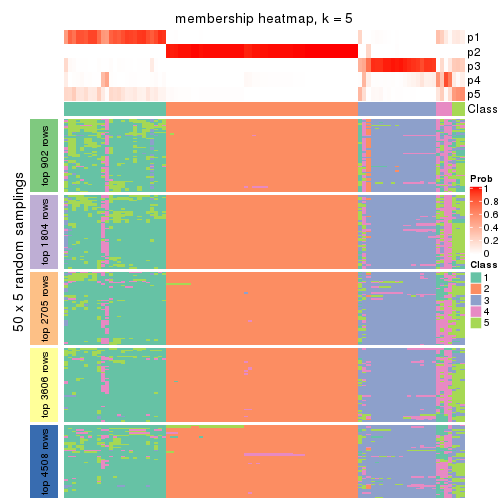 membership heatmap, k = 5
p1
p2
p3
p4
p5
Class
50 x 5 random samplings
top 902 rows
top 1804 rows
top 2705 rows
top 3606 rows
top 4508 rows
Prob
1
0.8
0.6
0.4
0.2
0
Class
1
2
3
4
5